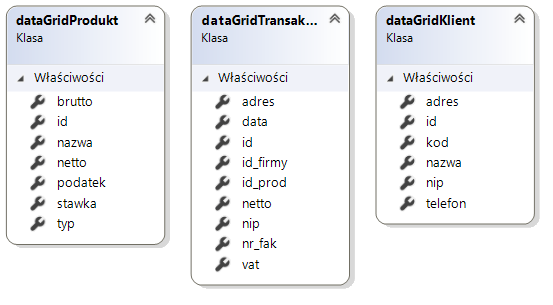 dataGridProdukt
Klasa
Właściwości
brutto
id
nazwa
netto
podatek
stawka
typ
dataGridTransak...
Klasa
Właściwości
adres
data
id
id_firmy
id_prod
netto
nip
nr_fak
vat
dataGridKlient
Klasa
Właściwości
adres
id
kod
nazwa
nip
telefon